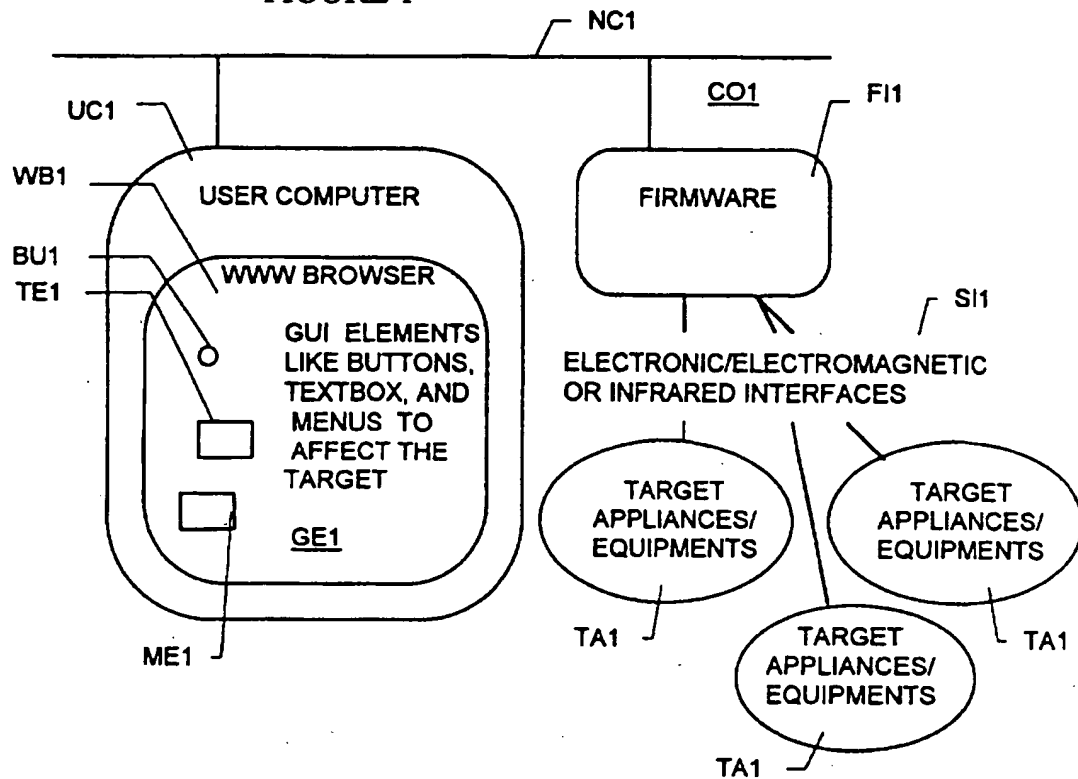 NC1
CO1
FI1
UC1
WB1
USER COMPUTER
FIRMWARE
BU1
WWW BROWSER
TE1
SI1
GUI ELEMENTS
LIKE BUTTONS,
TEXTBOX, AND
MENUS TO
AFFECT THE
TARGET
ELECTRONIC/ELECTROMAGNETIC
OR INFRARED INTERFACES
GE1
TARGET
APPLIANCES/
EQUIPMENTS
TARGET
APPLIANCES/
EQUIPMENTS
ME1
TA1
TARGET
APPLIANCES/
EQUIPMENTS
TA1
TA1